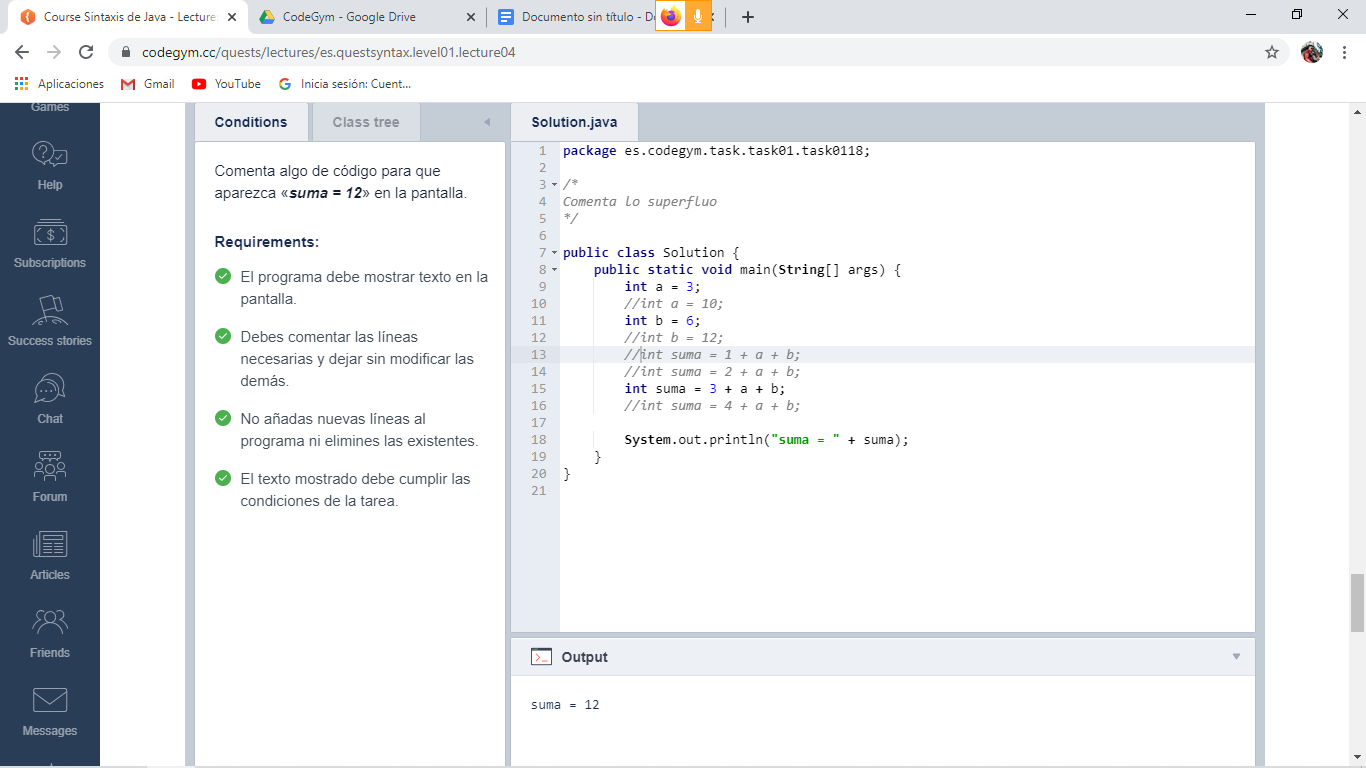 Course Sintaxis de Java - Lecture
CodeGym - Google Drive
Documento sin título - D
codegym.cc/quests/lectures/es.questsyntax.level01.lecture04
Aplicaciones
Gmail
YouTube
Inicia sesión: Cuent...
Games
Help
Subscriptions
Success stories
Chat
Forum
Articles
Friends
Messages
Conditions
Class tree
Comenta algo de código para que
aparezca «suma = 12» en la pantalla.
Requirements:
El programa debe mostrar texto en la
pantalla.
Debes comentar las líneas
necesarias y dejar sin modificar las
demás.
No añadas nuevas líneas al
programa ni elimines las existentes.
El texto mostrado debe cumplir las
condiciones de la tarea.
Solution.java
1 package es.codegym.task.task01.task0118;
2
3 /*
4 Comenta lo superfluo
5 */
6
7 public class Solution {
8 public static void main(String[] args) {
9 int a = 3;
10 //int a = 10;
11 int b = 6;
12 //int b = 12;
13 //int suma = 1 + a + b;
14 //int suma = 2 + a + b;
15 int suma = 3 + a + b;
16 //int suma = 4 + a + b;
17
18 System.out.println("suma = " + suma);
19 }
20 }
21
Output
suma = 12